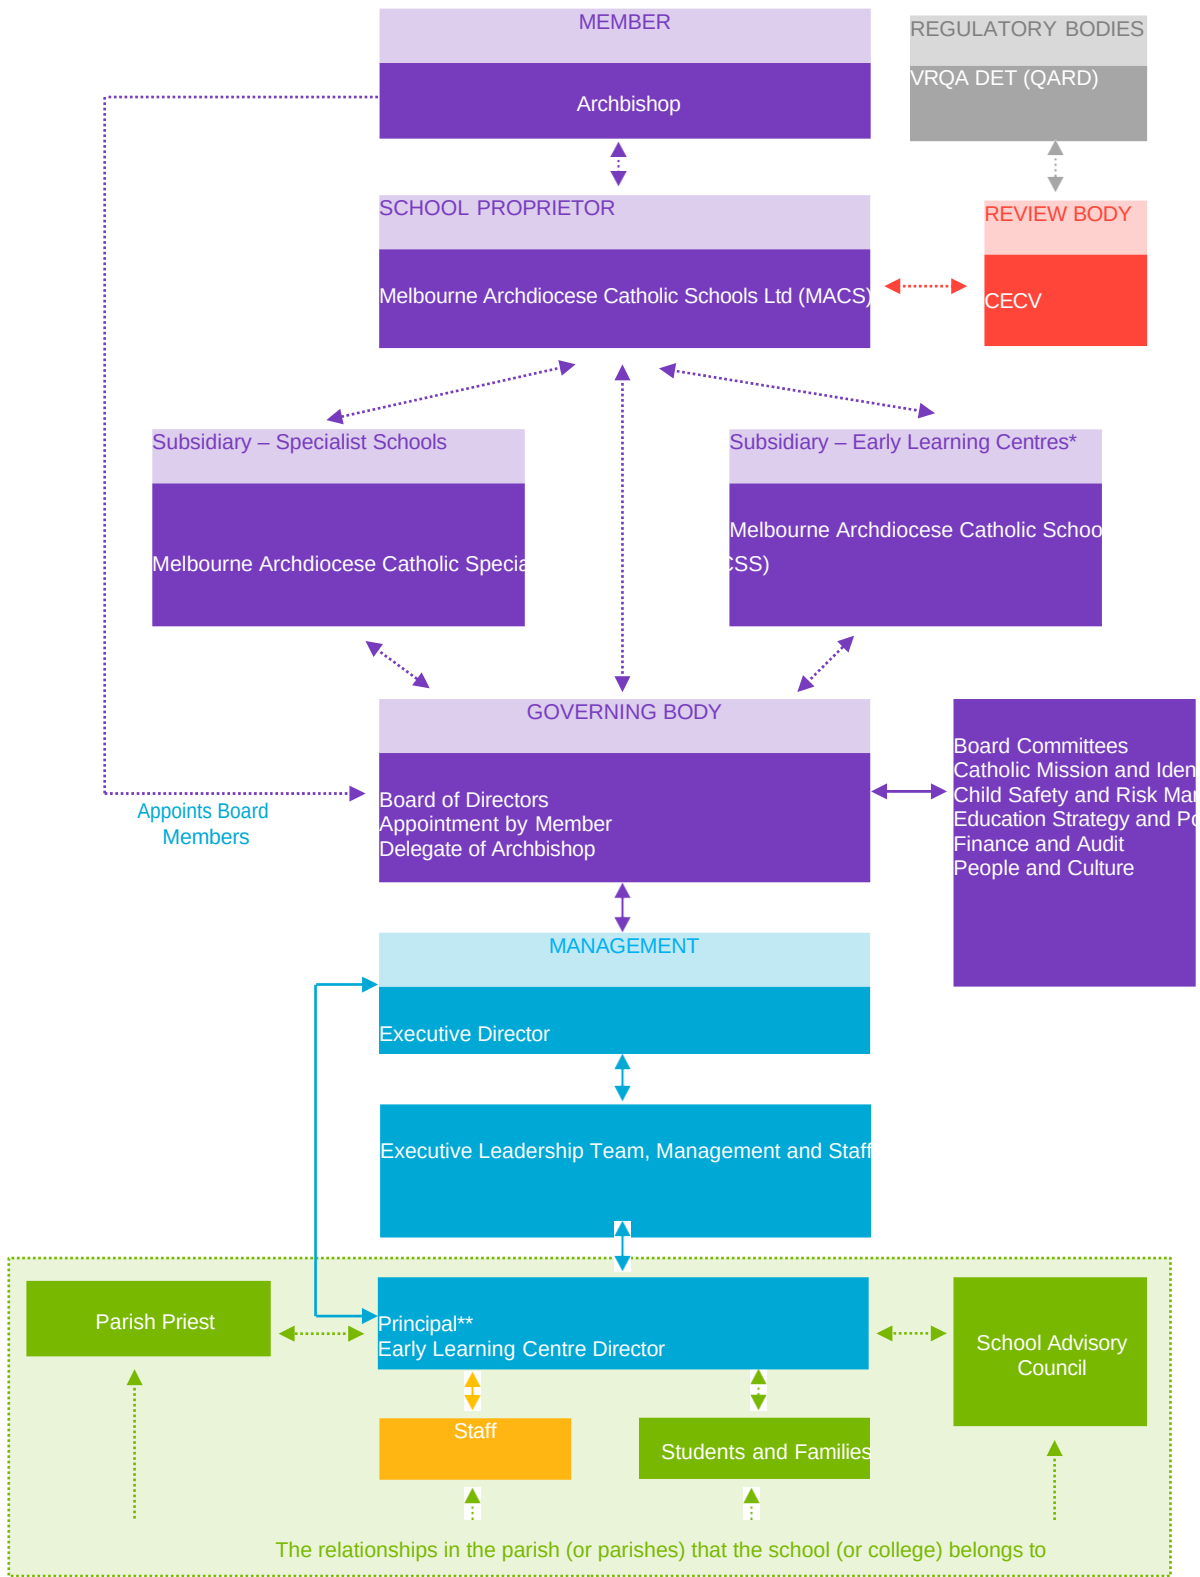 MEMBER
Archbishop
REGULATORY BODIES
VRQA DET (QARD)
SCHOOL PROPRIETOR
Melbourne Archdiocese Catholic Schools Ltd (MACS)
REVIEW BODY
CECV
Subsidiary – Specialist Schools
Melbourne Archdiocese Catholic
Subsidiary – Early Learning Centres*
Melbourne Archdiocese Catholic
CSS)
Appoints Board
Members
GOVERNING BODY
Board of Directors
Appointment by Member
Delegate of Archbishop
Board Committees
Catholic Mission and
Child Safety and Risk
Education Strategy and
Finance and Audit
People and Culture
MANAGEMENT
Executive Director
Executive Leadership Team, Management and Staff
Parish Priest
Principal**
Early Learning Centre Director
School Advisory
Council
Staff
Students and Families
The relationships in the parish (or parishes) that the school (or college) belongs to